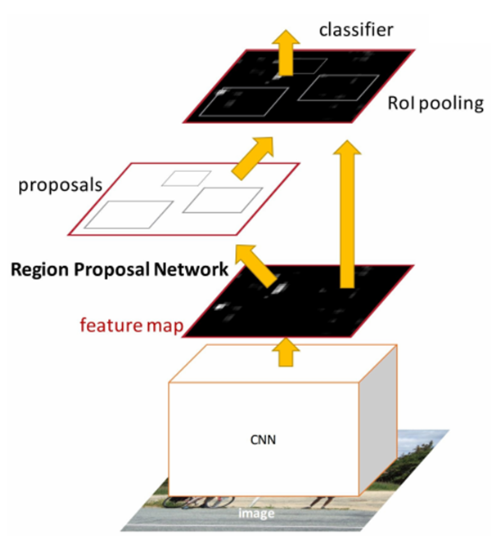 classifier
RoI pooling
proposals
Region Proposal Network
feature map
CNN
image